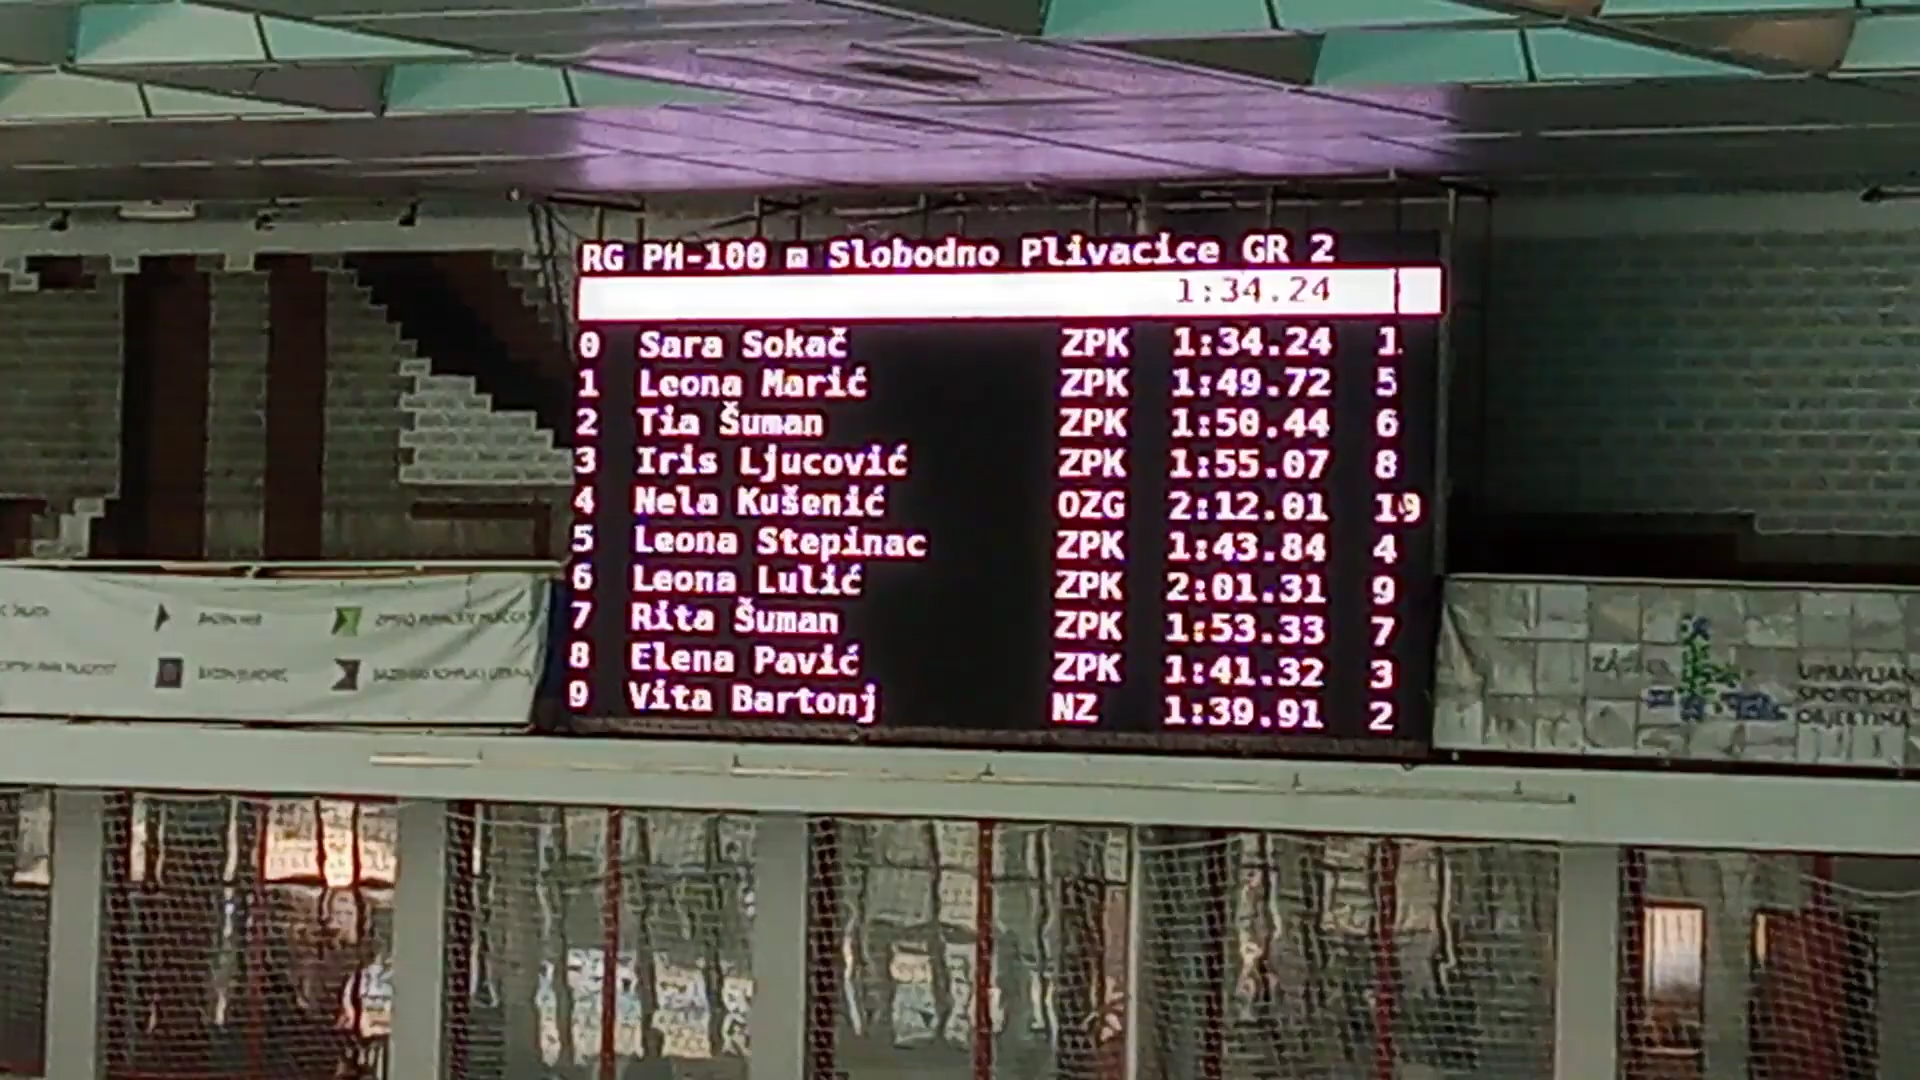 RG PH-100 m Slobodno Plivacice GR 2
1:34.24
0 Sara Sokač ZPK 1:34.24 1
1 Leona Marić ZPK 1:49.72 5
2 Tia Šuman ZPK 1:50.44 6
3 Iris Ljucović ZPK 1:55.07 8
4 Nela Kušenić OZG 2:12.01 10
5 Leona Stepinac ZPK 1:43.84 4
6 Leona Lulić ZPK 2:01.31 9
7 Rita Šuman ZPK 1:53.33 7
8 Elena Pavić ZPK 1:41.32 3
9 Vita Bartonj NZ 1:39.91 2
UPRAVLJAN
SPORTSKIM
OBJEKTIMA